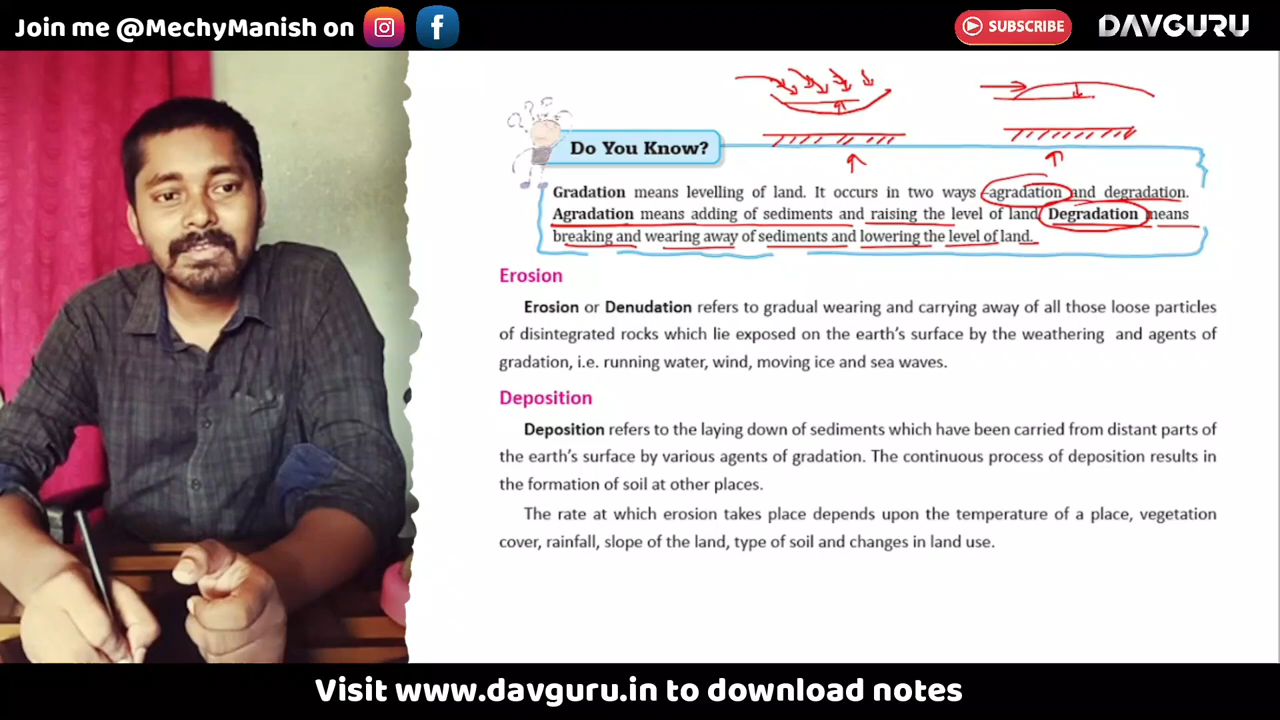 Join me @MechyManish on
SUBSCRIBE
DAVGURU
Do You Know?
Gradation means levelling of land. It occurs in two ways -agradation and degradation.
Agradation means adding of sediments and raising the level of land. Degradation means
breaking and wearing away of sediments and lowering the level of land.
Erosion
Erosion or Denudation refers to gradual wearing and carrying away of all those loose particles
of disintegrated rocks which lie exposed on the earth's surface by the weathering and agents of
gradation, i.e. running water, wind, moving ice and sea waves.
Deposition
Deposition refers to the laying down of sediments which have been carried from distant parts of
the earth's surface by various agents of gradation. The continuous process of deposition results in
the formation of soil at other places.
The rate at which erosion takes place depends upon the temperature of a place, vegetation
cover, rainfall, slope of the land, type of soil and changes in land use.
Visit www.davguru.in to download notes